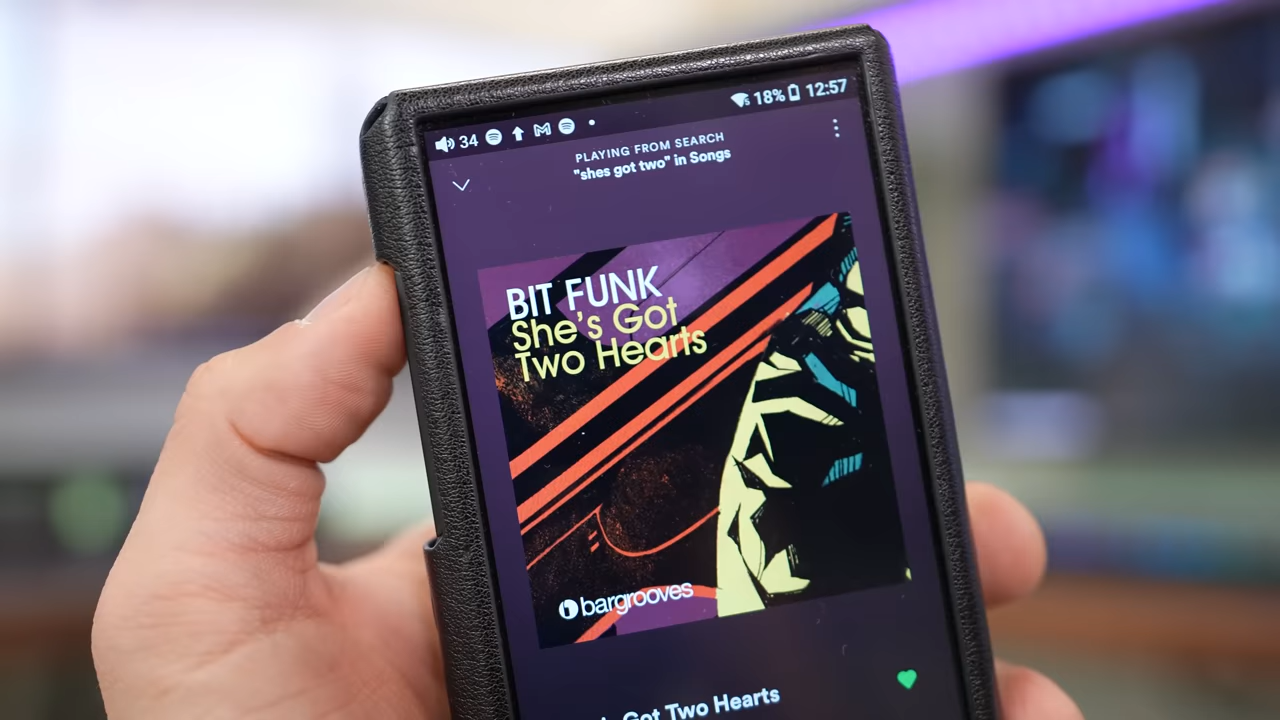 34 18% 12:57
PLAYING FROM SEARCH
"shes got two" in Songs
BIT FUNK
She's Got
Two Hearts
bargrooves
Got Two Hearts